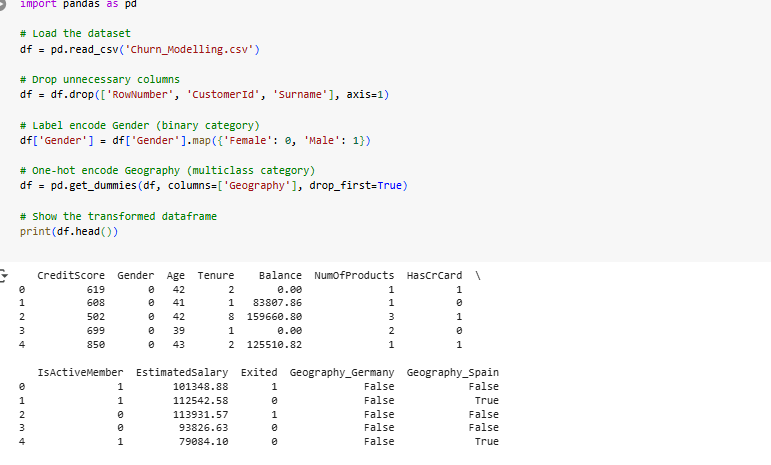 import pandas as pd
# Load the dataset
df = pd.read_csv('Churn_Modelling.csv')
# Drop unnecessary columns
df = df.drop(['RowNumber', 'CustomerId', 'Surname'], axis=1)
# Label encode Gender (binary category)
df['Gender'] = df['Gender'].map({'Female': 0, 'Male': 1})
# One-hot encode Geography (multiclass category)
df = pd.get_dummies(df, columns=['Geography'], drop_first=True)
# Show the transformed dataframe
print(df.head())
CreditScore Gender Age Tenure Balance NumOfProducts HasCrCard \
0 619 0 42 2 0.00 1 1
1 608 0 41 1 83807.86 1 0
2 502 0 42 8 159660.80 3 1
3 699 0 39 1 0.00 2 0
4 850 0 43 2 125510.82 1 1
IsActiveMember EstimatedSalary Exited Geography_Germany Geography_Spain
0 1 101348.88 1 False False
1 1 112542.58 0 False True
2 0 113931.57 1 False False
3 0 93826.63 0 False False
4 1 79084.10 0 False True